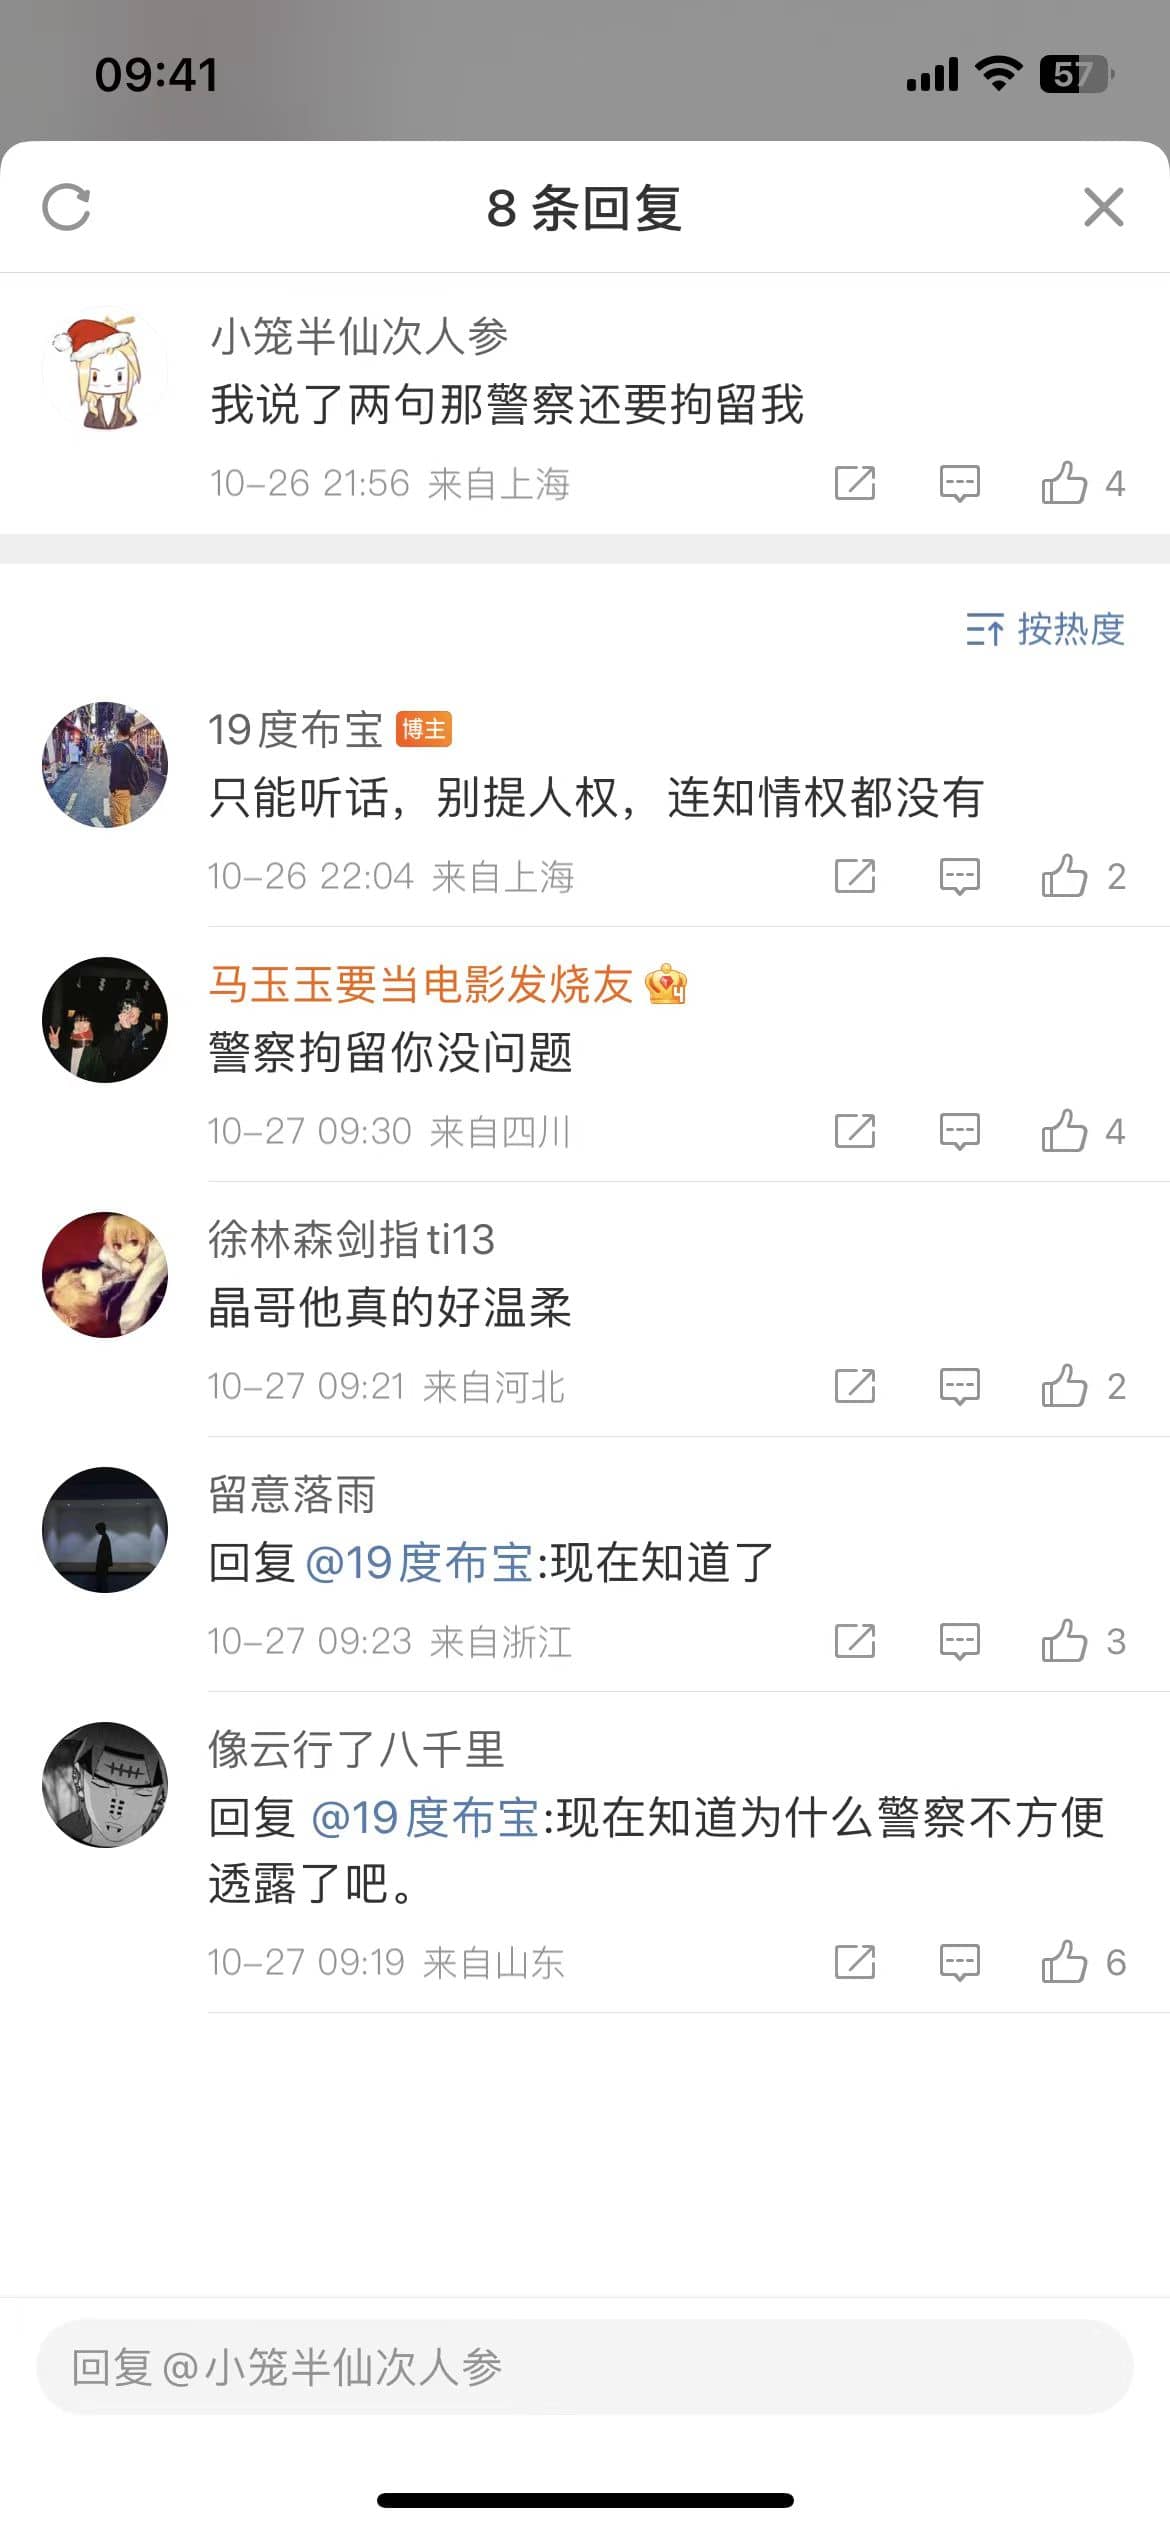 09:41
57
8 条回复
小笼半仙次人参
我说了两句那警察还要拘留我
10-26 21:56 来自上海
4
按热度
19度布宝 博主
只能听话，别提人权，连知情权都没有
10-26 22:04 来自上海
2
马玉玉要当电影发烧友 4
警察拘留你没问题
10-27 09:30 来自四川
4
徐林森剑指ti13
晶哥他真的好温柔
10-27 09:21 来自河北
2
留意落雨
回复@19度布宝:现在知道了
10-27 09:23 来自浙江
3
像云行了八千里
回复 @19度布宝:现在知道为什么警察不方便
透露了吧。
10-27 09:19 来自山东
6
回复@小笼半仙次人参